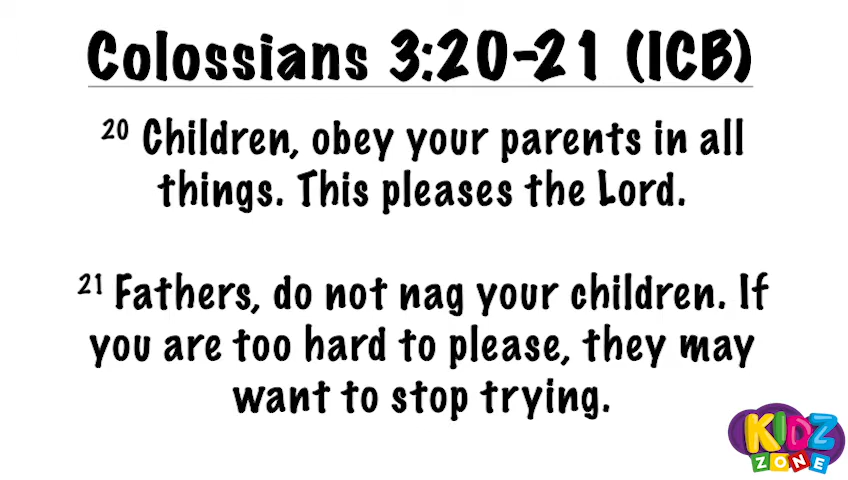 Colossians 3:20-21 (ICB)
20 Children, obey your parents in all
things. This pleases the Lord.
21 Fathers, do not nag your children. If
you are too hard to please, they may
want to stop trying.
KIDZ
ZONE